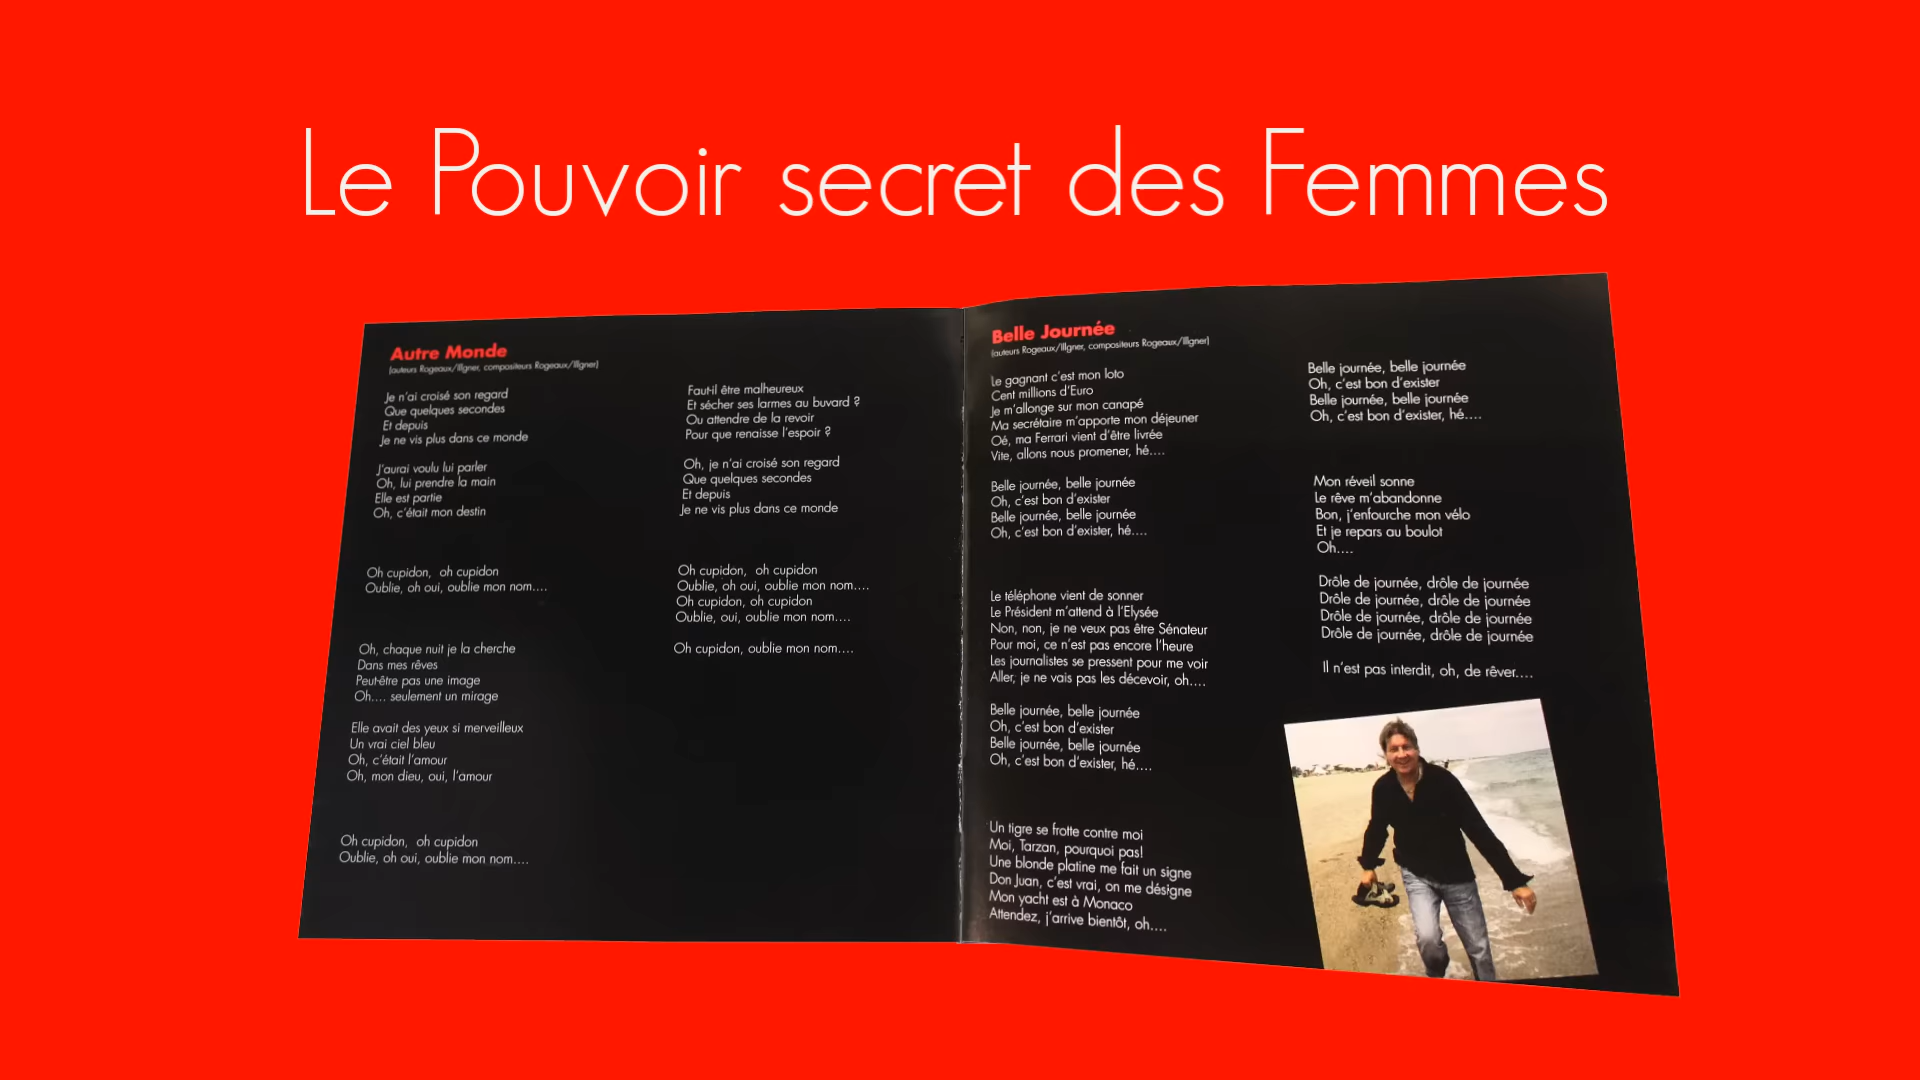 Le Pouvoir secret des Femmes
Autre Monde
(auteurs Rogeaux/Illgner, compositeurs Rogeaux/Illgner)
Je n'ai croisé son regard
Que quelques secondes
Et depuis
Je ne vis plus dans ce monde
J'aurai voulu lui parler
Oh, lui prendre la main
Elle est partie
Oh, c'était mon destin
Oh cupidon, oh cupidon
Oublie, oh oui, oublie mon nom....
Oh, chaque nuit je la cherche
Dans mes rêves
Peut-être pas une image
Oh.... seulement un mirage
Elle avait des yeux si merveilleux
Un vrai ciel bleu
Oh, c'était l'amour
Oh, mon dieu, oui, l'amour
Oh cupidon, oh cupidon
Oublie, oh oui, oublie mon nom....
Faut-il être malheureux
Et sécher ses larmes au buvard ?
Ou attendre de la revoir
Pour que renaisse l'espoir ?
Oh, je n'ai croisé son regard
Que quelques secondes
Et depuis
Je ne vis plus dans ce monde
Oh cupidon, oh cupidon
Oublie, oh oui, oublie mon nom....
Oh cupidon, oh cupidon
Oublie, oui, oublie mon nom....
Oh cupidon, oublie mon nom....
Belle Journée
(auteurs Rogeaux/Illgner, compositeurs Rogeaux/Illgner)
Le gagnant c'est mon loto
Cent millions d'Euro
Je m'allonge sur mon canapé
Ma secrétaire m'apporte mon déjeuner
Oé, ma Ferrari vient d'être livrée
Vite, allons nous promener, hé....
Belle journée, belle journée
Oh, c'est bon d'exister
Belle journée, belle journée
Oh, c'est bon d'exister, hé....
Le téléphone vient de sonner
Le Président m'attend à l'Elysée
Non, non, je ne veux pas être Sénateur
Pour moi, ce n'est pas encore l'heure
Les journalistes se pressent pour me voir
Aller, je ne vais pas les décevoir, oh....
Belle journée, belle journée
Oh, c'est bon d'exister
Belle journée, belle journée
Oh, c'est bon d'exister, hé....
Un tigre se frotte contre moi
Moi, Tarzan, pourquoi pas!
Une blonde platine me fait un signe
Don Juan, c'est vrai, on me désigne
Mon yacht est à Monaco
Attendez, j'arrive bientôt, oh....
Belle journée, belle journée
Oh, c'est bon d'exister
Belle journée, belle journée
Oh, c'est bon d'exister, hé....
Mon réveil sonne
Le rêve m'abandonne
Bon, j'enfourche mon vélo
Et je repars au boulot
Oh....
Drôle de journée, drôle de journée
Drôle de journée, drôle de journée
Drôle de journée, drôle de journée
Drôle de journée, drôle de journée
Il n'est pas interdit, oh, de rêver....